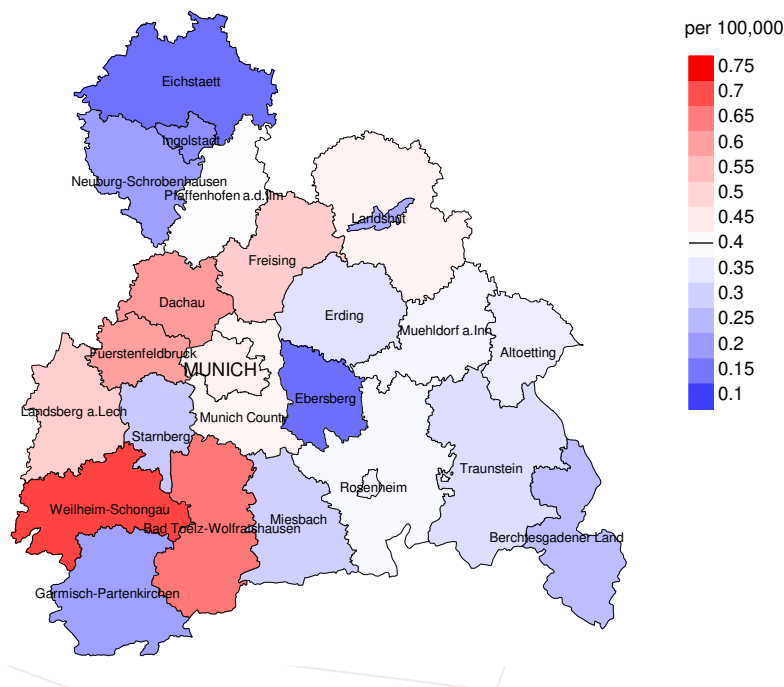 per 100,000
0.75
0.7
0.65
0.6
0.55
0.5
0.45
0.4
0.35
0.3
0.25
0.2
0.15
0.1
Eichstaett
Ingolstadt
Neuburg-Schrobenhausen
Pfaffenhofen a.d.Ilm
Landshut
Freising
Dachau
Erding
Muehldorf a.Inn
Altoetting
Fuerstenfeldbruck
MUNICH
Ebersberg
Landsberg a.Lech
Munich County
Starnberg
Traunstein
Rosenheim
Weilheim-Schongau
Miesbach
Bad Toelz-Wolfratshausen
Berchtesgadener Land
Garmisch-Partenkirchen